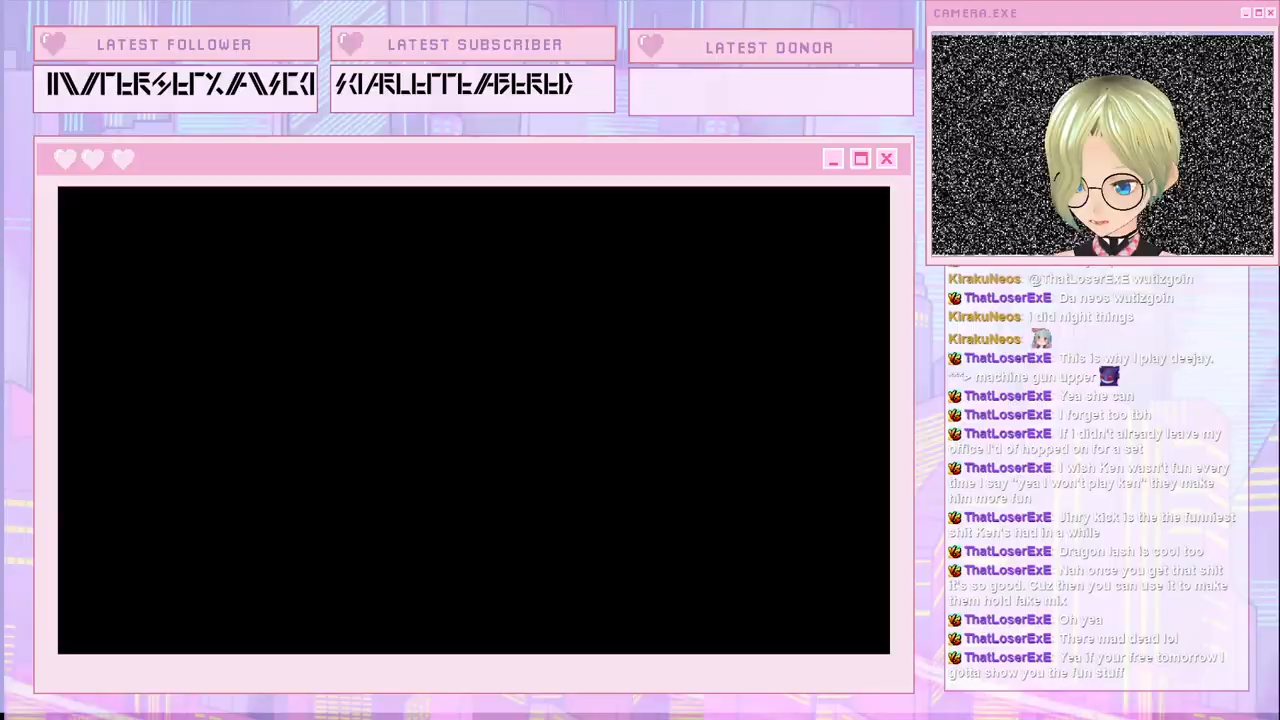 LATEST FOLLOWER
LATEST SUBSCRIBER
LATEST DONOR
CAMERA.EXE
KirakuNeos: @ThatLoserExE wutizgoin
ThatLoserExE Da neos wutizgoin
KirakuNeos: i did night things
KirakuNeos:
ThatLoserExE This is why I play deejay.
machine gun upper
ThatLoserExE Yea she can
ThatLoserExE I forget too tbh
ThatLoserExE If i didn't already leave my
office I'd of hopped on for a set
ThatLoserExE I wish Ken wasn't fun every
time I say "yea I won't play ken" they make
him more fun
ThatLoserExE Jinry kick is the the funniest
shit Ken's had in a while
ThatLoserExE Dragon lash is cool too
ThatLoserExE Nah once you get that shit
it's so good. Cuz then you can use it to make
them hold fake mix
ThatLoserExE Oh yea
ThatLoserExE There mad dead lol
ThatLoserExE Yea if your free tomorrow I
gotta show you the fun stuff